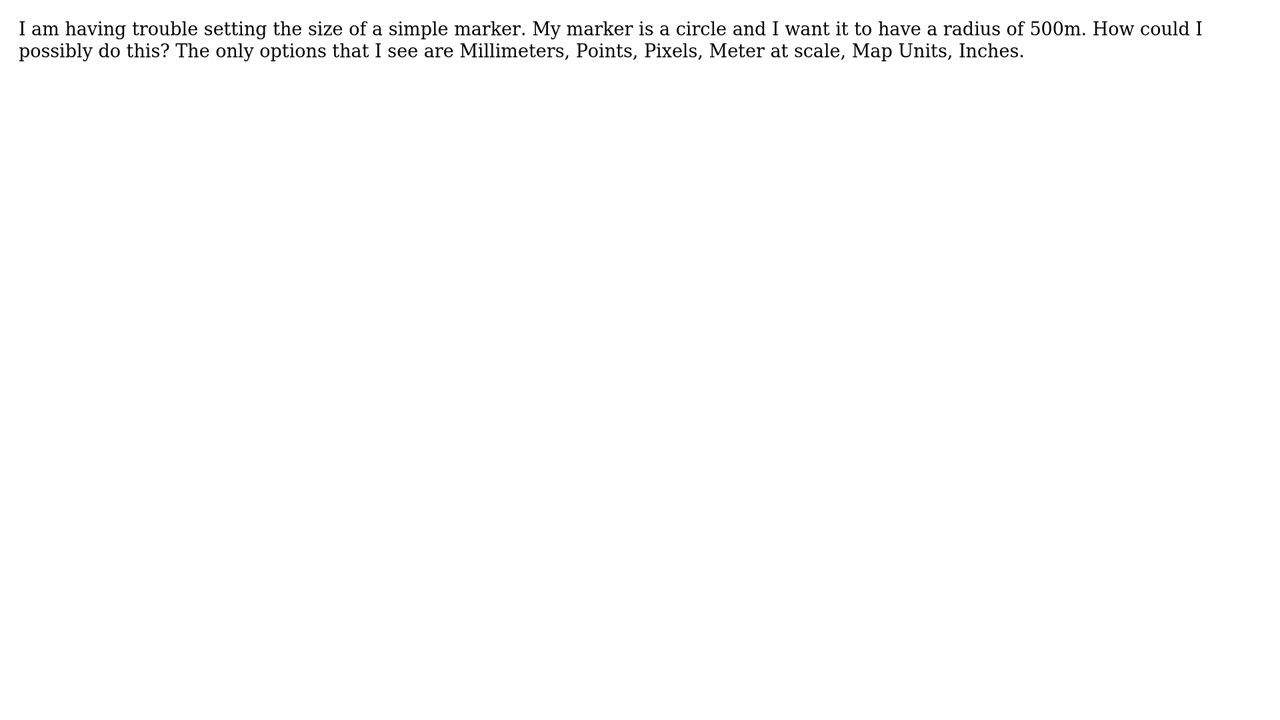 I am having trouble setting the size of a simple marker. My marker is a circle and I want it to have a radius of 500m. How could I
possibly do this? The only options that I see are Millimeters, Points, Pixels, Meter at scale, Map Units, Inches.